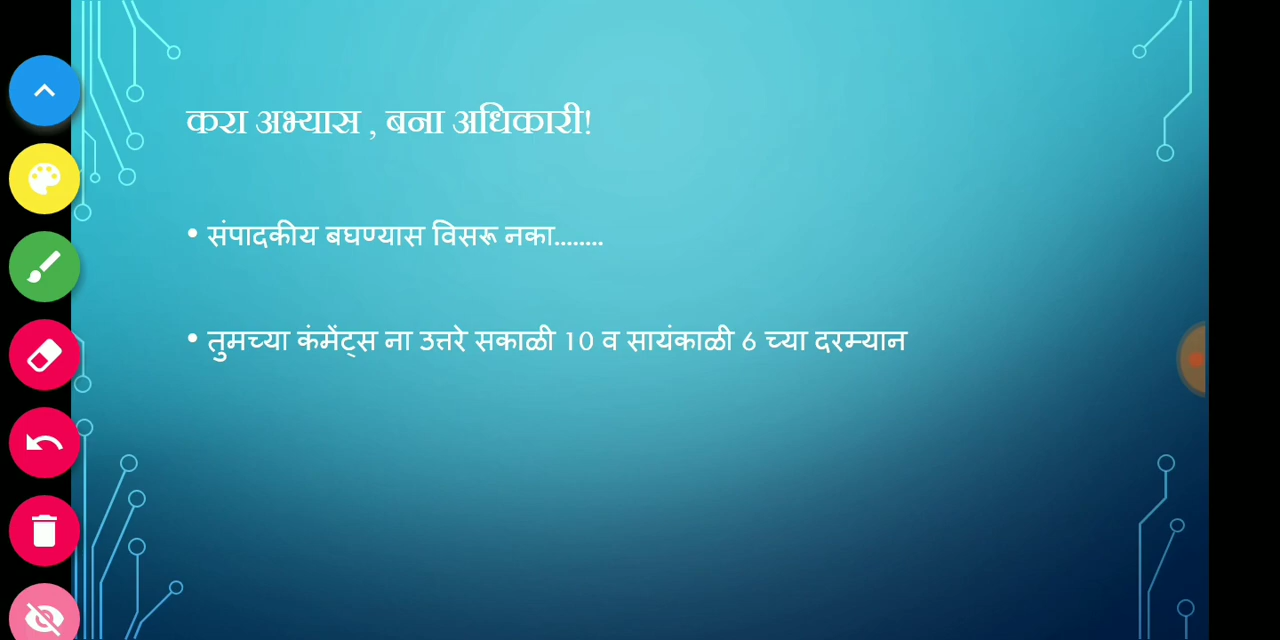 करा अभ्यास , बना अधिकारी!
• संपादकीय बघण्यास विसरू नका........
• तुमच्या कंमेंट्स ना उत्तरे सकाळी 10 व सायंकाळी 6 च्या दरम्यान